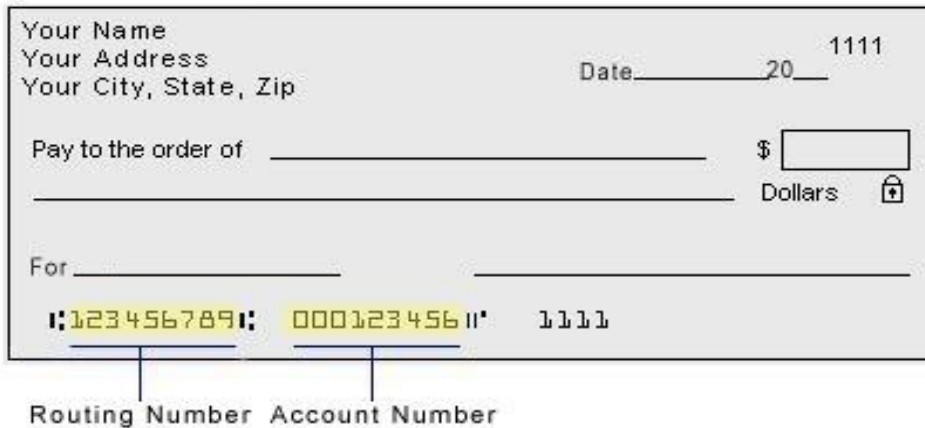 Your Name
Your Address
Your City, State, Zip
1111
Date 20
Pay to the order of $
Dollars
For
⑆123456789⑆ 000123456⑈ 1111
Routing Number Account Number